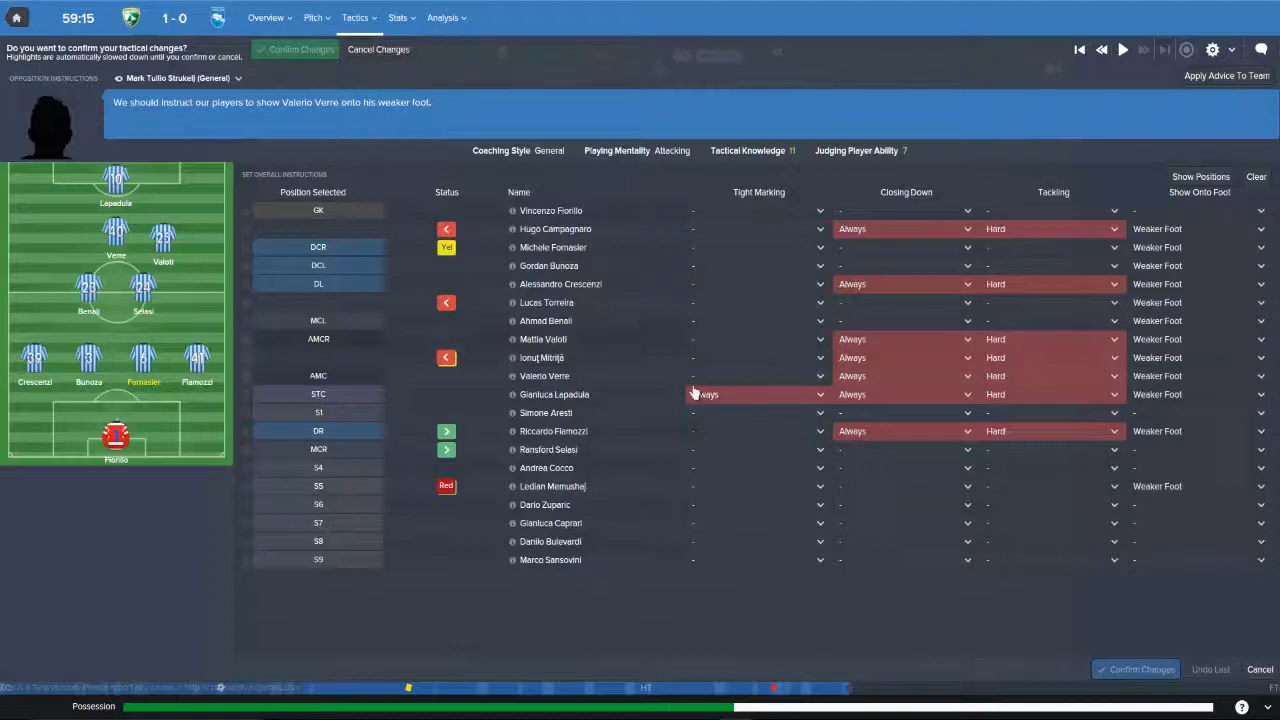 59:15 1 - 0 Overview Pitch Tactics Stats Analysis
Do you want to confirm your tactical changes?
Highlights are automatically slowed down until you confirm or cancel.
Confirm Changes Cancel Changes
OPPOSITION INSTRUCTIONS Mark Tullio Strukelj (General) Apply Advice To Team
We should instruct our players to show Valerio Verre onto his weaker foot.
Coaching Style General Playing Mentality Attacking Tactical Knowledge 11 Judging Player Ability 7
SET OVERALL INSTRUCTIONS Show Positions Clear
Position Selected Status Name Tight Marking Closing Down Tackling Show Onto Foot
GK Vincenzo Fiorillo - - - -
Hugo Campagnaro - Always Hard Weaker Foot
DCR Yel Michele Fornasier - - - Weaker Foot
DCL Gordan Bunoza - - - Weaker Foot
DL Alessandro Crescenzi - Always Hard Weaker Foot
Lucas Torreira - - - Weaker Foot
MCL Ahmad Benali - - - Weaker Foot
AMCR Mattia Valoti - Always Hard Weaker Foot
Ionuț Mitriță - Always Hard Weaker Foot
AMC Valerio Verre - Always Hard Weaker Foot
STC Gianluca Lapadula Always Always Hard Weaker Foot
S1 Simone Aresti - - - -
DR Riccardo Fiamozzi - Always Hard Weaker Foot
MCR Ransford Selasi - - - -
S4 Andrea Cocco - - - -
S5 Red Ledian Memushaj - - - Weaker Foot
S6 Dario Zuparic - - - -
S7 Gianluca Caprari - - - -
S8 Danilo Bulevardi - - - -
S9 Marco Sansovini - - - -
10
Lapadula
Verre Valoti
23 24
Benali Selasi
39 13 6 41
Crescenzi Bunoza Fornasier Fiamozzi
1
Fiorillo
Confirm Changes Undo Last Cancel
HT FT
Possession